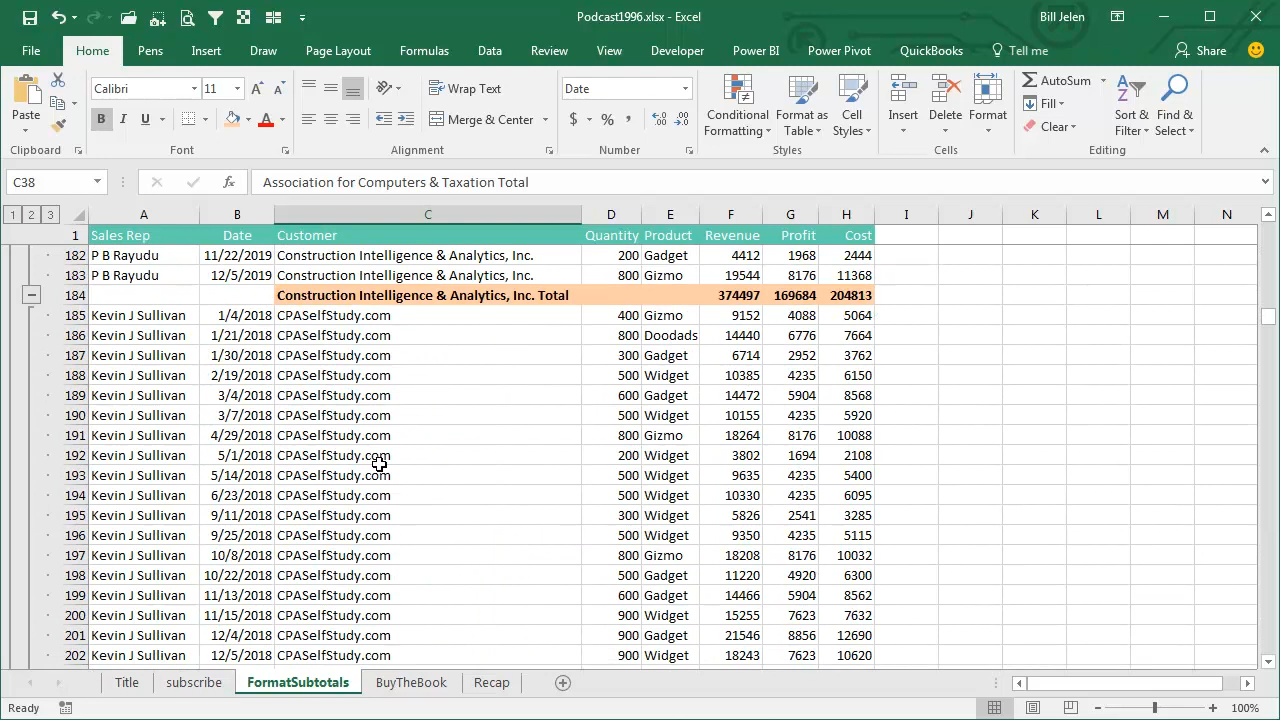 Podcast1996.xlsx - Excel
Bill Jelen
File Home Pens Insert Draw Page Layout Formulas Data Review View Developer Power BI Power Pivot QuickBooks Tell me Share
Paste
Clipboard
Calibri 11
B I U A
Font
Wrap Text
Merge & Center
Alignment
Date
$ % ,
Number
Conditional Formatting
Format as Table
Cell Styles
Styles
Insert Delete Format
Cells
AutoSum
Fill
Clear
Sort & Filter
Find & Select
Editing
C38 fx Association for Computers & Taxation Total
1 2 3 A B C D E F G H I J K L M N
1 Sales Rep Date Customer Quantity Product Revenue Profit Cost
182 P B Rayudu 11/22/2019 Construction Intelligence & Analytics, Inc. 200 Gadget 4412 1968 2444
183 P B Rayudu 12/5/2019 Construction Intelligence & Analytics, Inc. 800 Gizmo 19544 8176 11368
184 Construction Intelligence & Analytics, Inc. Total 374497 169684 204813
185 Kevin J Sullivan 1/4/2018 CPASelfStudy.com 400 Gizmo 9152 4088 5064
186 Kevin J Sullivan 1/21/2018 CPASelfStudy.com 800 Doodads 14440 6776 7664
187 Kevin J Sullivan 1/30/2018 CPASelfStudy.com 300 Gadget 6714 2952 3762
188 Kevin J Sullivan 2/19/2018 CPASelfStudy.com 500 Widget 10385 4235 6150
189 Kevin J Sullivan 3/4/2018 CPASelfStudy.com 600 Gadget 14472 5904 8568
190 Kevin J Sullivan 3/7/2018 CPASelfStudy.com 500 Widget 10155 4235 5920
191 Kevin J Sullivan 4/29/2018 CPASelfStudy.com 800 Gizmo 18264 8176 10088
192 Kevin J Sullivan 5/1/2018 CPASelfStudy.com 200 Widget 3802 1694 2108
193 Kevin J Sullivan 5/14/2018 CPASelfStudy.com 500 Widget 9635 4235 5400
194 Kevin J Sullivan 6/23/2018 CPASelfStudy.com 500 Widget 10330 4235 6095
195 Kevin J Sullivan 9/11/2018 CPASelfStudy.com 300 Widget 5826 2541 3285
196 Kevin J Sullivan 9/25/2018 CPASelfStudy.com 500 Widget 9350 4235 5115
197 Kevin J Sullivan 10/8/2018 CPASelfStudy.com 800 Gizmo 18208 8176 10032
198 Kevin J Sullivan 10/22/2018 CPASelfStudy.com 500 Gadget 11220 4920 6300
199 Kevin J Sullivan 11/13/2018 CPASelfStudy.com 600 Gadget 14466 5904 8562
200 Kevin J Sullivan 11/15/2018 CPASelfStudy.com 900 Widget 15255 7623 7632
201 Kevin J Sullivan 12/4/2018 CPASelfStudy.com 900 Gadget 21546 8856 12690
202 Kevin J Sullivan 12/5/2018 CPASelfStudy.com 900 Widget 18243 7623 10620
Title subscribe FormatSubtotals BuyTheBook Recap
Ready 100%